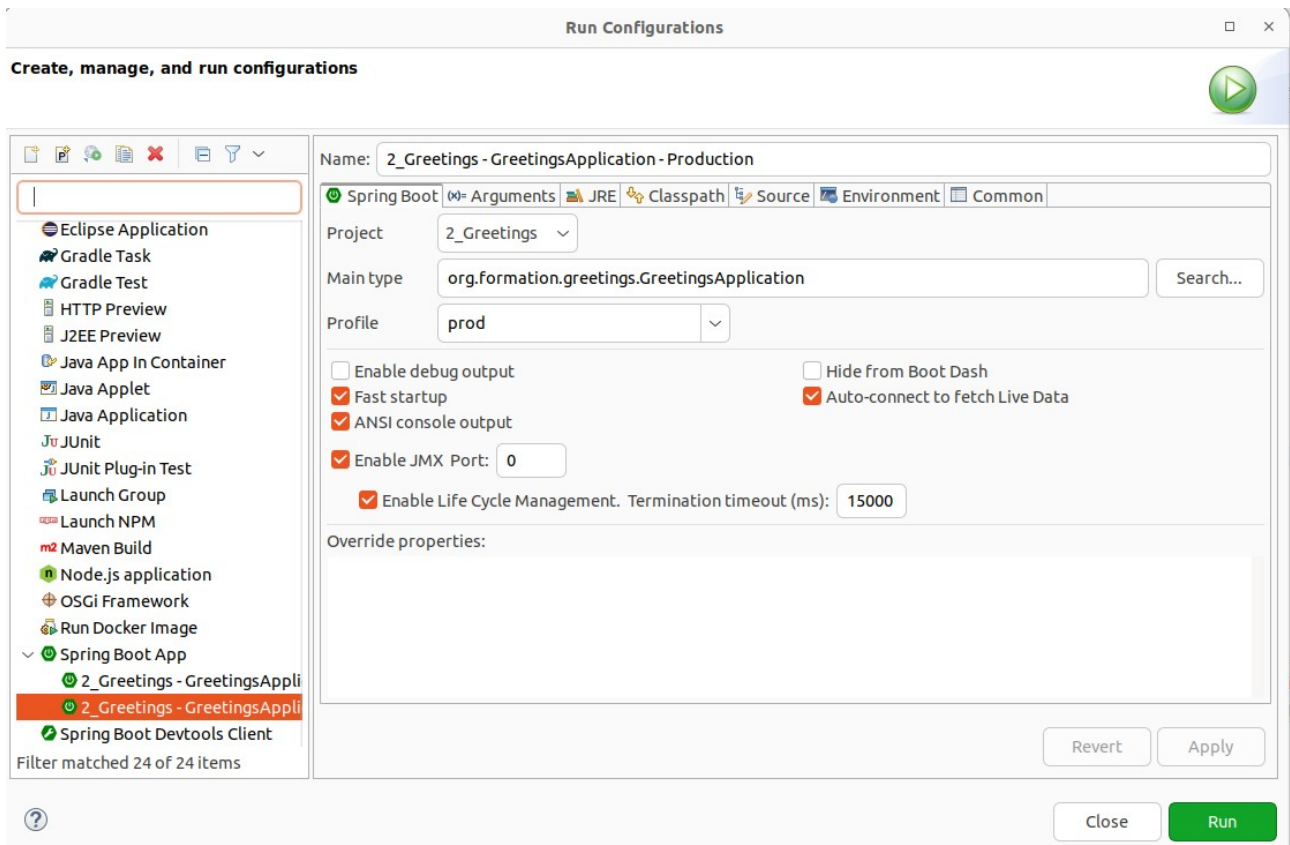 Run Configurations
Create, manage, and run configurations
Name: 2_Greetings - GreetingsApplication - Production
Spring Boot (x)= Arguments JRE Classpath Source Environment Common
Project 2_Greetings
Main type org.formation.greetings.GreetingsApplication Search...
Profile prod
Enable debug output Hide from Boot Dash
Fast startup Auto-connect to fetch Live Data
ANSI console output
Enable JMX Port: 0
Enable Life Cycle Management. Termination timeout (ms): 15000
Override properties:
Eclipse Application
Gradle Task
Gradle Test
HTTP Preview
J2EE Preview
Java App In Container
Java Applet
Java Application
JUnit
JUnit Plug-in Test
Launch Group
Launch NPM
m2 Maven Build
Node.js application
OSGi Framework
Run Docker Image
Spring Boot App
2_Greetings - GreetingsAppli
2_Greetings - GreetingsAppli
Spring Boot Devtools Client
Filter matched 24 of 24 items
Revert Apply
Close Run